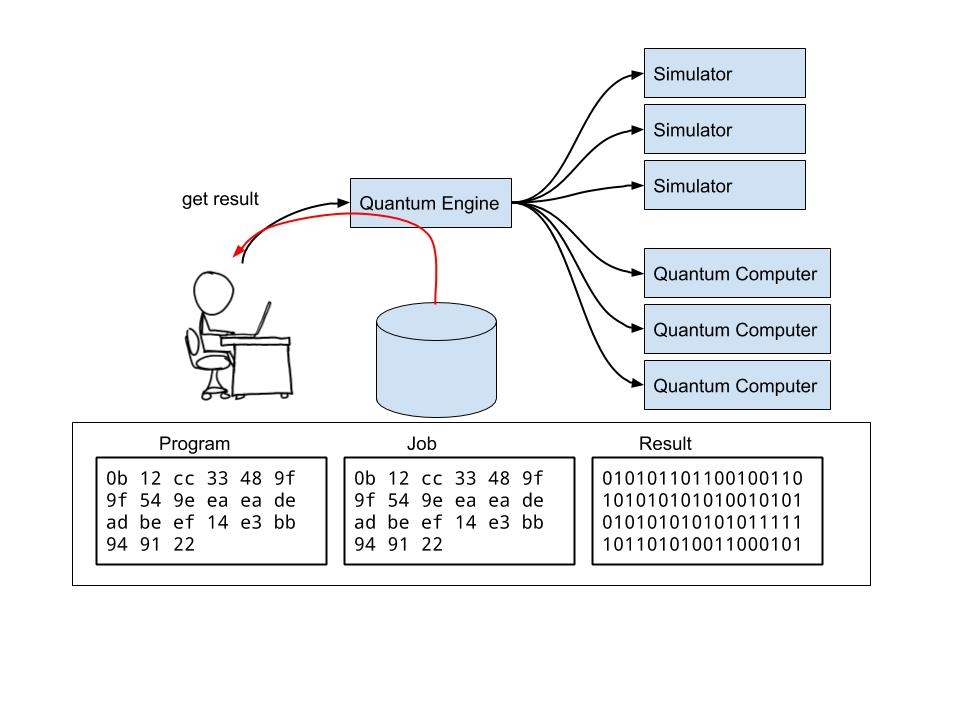 Simulator
Simulator
Simulator
get result
Quantum Engine
Quantum Computer
Quantum Computer
Quantum Computer
Program
0b 12 cc 33 48 9f
9f 54 9e ea ea de
ad be ef 14 e3 bb
94 91 22
Job
0b 12 cc 33 48 9f
9f 54 9e ea ea de
ad be ef 14 e3 bb
94 91 22
Result
010101101100100110
101010101010010101
010101010101011111
101101010011000101